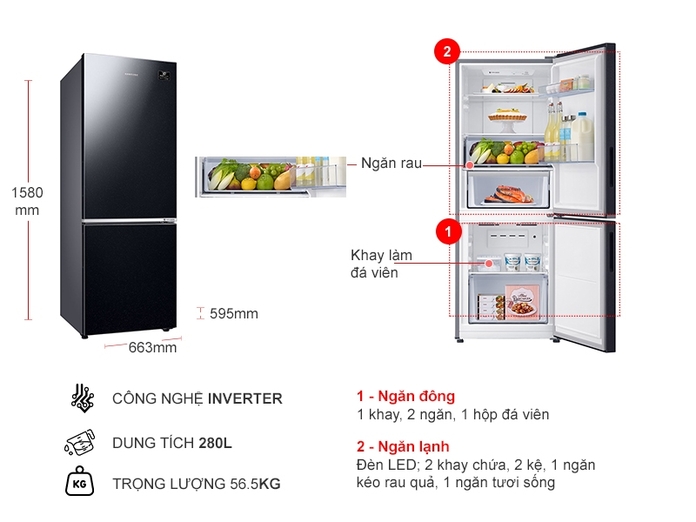 SAMSUNG
2
1580
mm
Ngăn rau
1
Khay làm
đá viên
595mm
663mm
CÔNG NGHỆ INVERTER
DUNG TÍCH 280L
KG
TRỌNG LƯỢNG 56.5KG
1 - Ngăn đông
1 khay, 2 ngăn, 1 hộp đá viên
2 - Ngăn lạnh
Đèn LED; 2 khay chứa, 2 kệ, 1 ngăn
kéo rau quả, 1 ngăn tươi sống